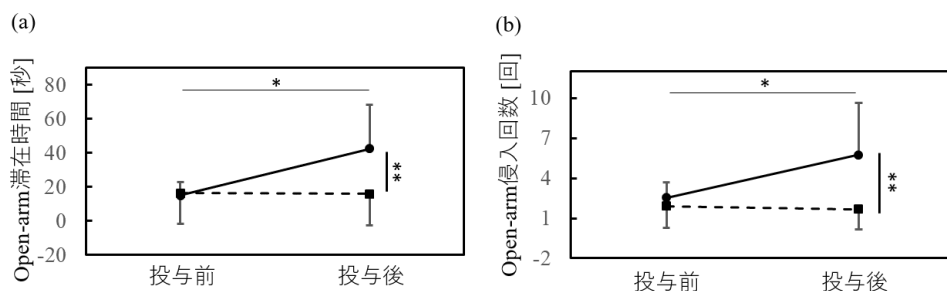 (a)
(b)
Open-arm滞在時間 [秒]
80
60
40
20
0
-20
*
**
投与前
投与後
Open-arm侵入回数 [回]
10
7
4
1
-2
*
**
投与前
投与後